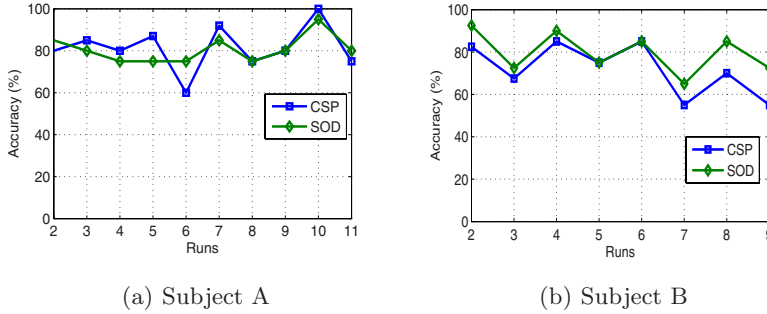 100
80
60
40
20
0
Accuracy (%)
CSP
SOD
2 3 4 5 6 7 8 9 10 11
Runs
(a) Subject A
100
80
60
40
20
0
Accuracy (%)
CSP
SOD
2 3 4 5 6 7 8 9
Runs
(b) Subject B